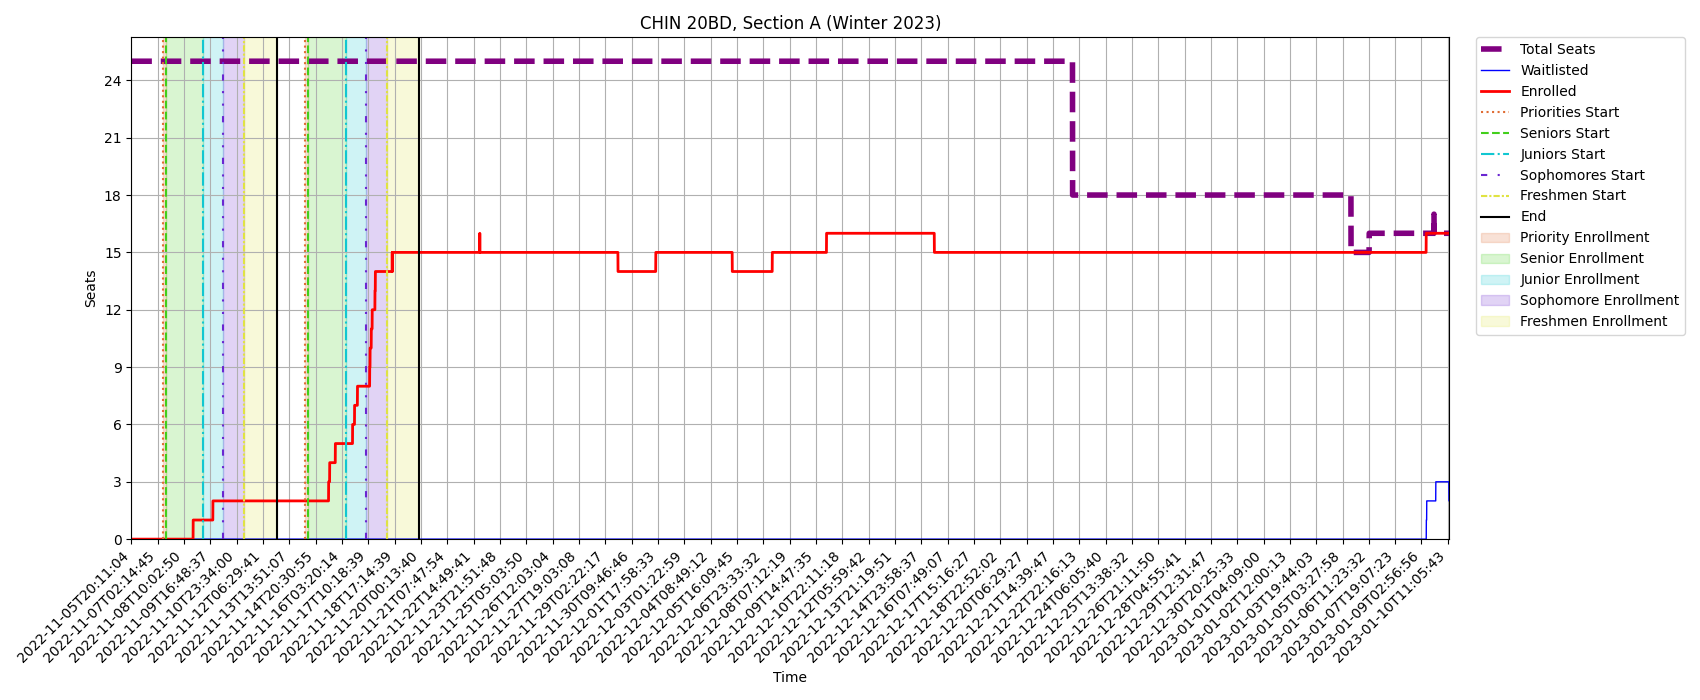 CHIN 20BD, Section A (Winter 2023)
Seats
24
21
18
15
12
9
6
3
0
2022-11-05T20:11:04
2022-11-07T02:14:45
2022-11-08T10:02:50
2022-11-09T16:48:37
2022-11-10T23:34:00
2022-11-12T06:29:41
2022-11-13T13:51:07
2022-11-14T20:30:55
2022-11-16T03:20:14
2022-11-17T10:18:39
2022-11-18T17:14:39
2022-11-20T00:13:40
2022-11-21T07:47:54
2022-11-22T14:49:41
2022-11-23T21:51:48
2022-11-25T05:03:50
2022-11-26T12:03:04
2022-11-27T19:03:08
2022-11-29T02:22:17
2022-11-30T09:46:46
2022-12-01T17:58:33
2022-12-03T01:22:59
2022-12-04T08:49:12
2022-12-05T16:09:45
2022-12-06T23:33:32
2022-12-08T07:12:19
2022-12-09T14:47:35
2022-12-10T22:11:18
2022-12-12T05:59:42
2022-12-13T21:19:51
2022-12-14T23:58:37
2022-12-16T07:49:07
2022-12-17T15:16:27
2022-12-18T22:52:02
2022-12-20T06:29:27
2022-12-21T14:39:47
2022-12-22T22:16:13
2022-12-24T06:05:40
2022-12-25T13:38:32
2022-12-26T21:11:50
2022-12-28T04:55:41
2022-12-29T12:31:47
2022-12-30T20:25:33
2023-01-01T04:09:00
2023-01-02T12:00:13
2023-01-03T19:44:03
2023-01-05T03:27:58
2023-01-06T11:23:32
2023-01-07T19:07:23
2023-01-09T02:56:56
2023-01-10T11:05:43
Time
Total Seats
Waitlisted
Enrolled
Priorities Start
Seniors Start
Juniors Start
Sophomores Start
Freshmen Start
End
Priority Enrollment
Senior Enrollment
Junior Enrollment
Sophomore Enrollment
Freshmen Enrollment